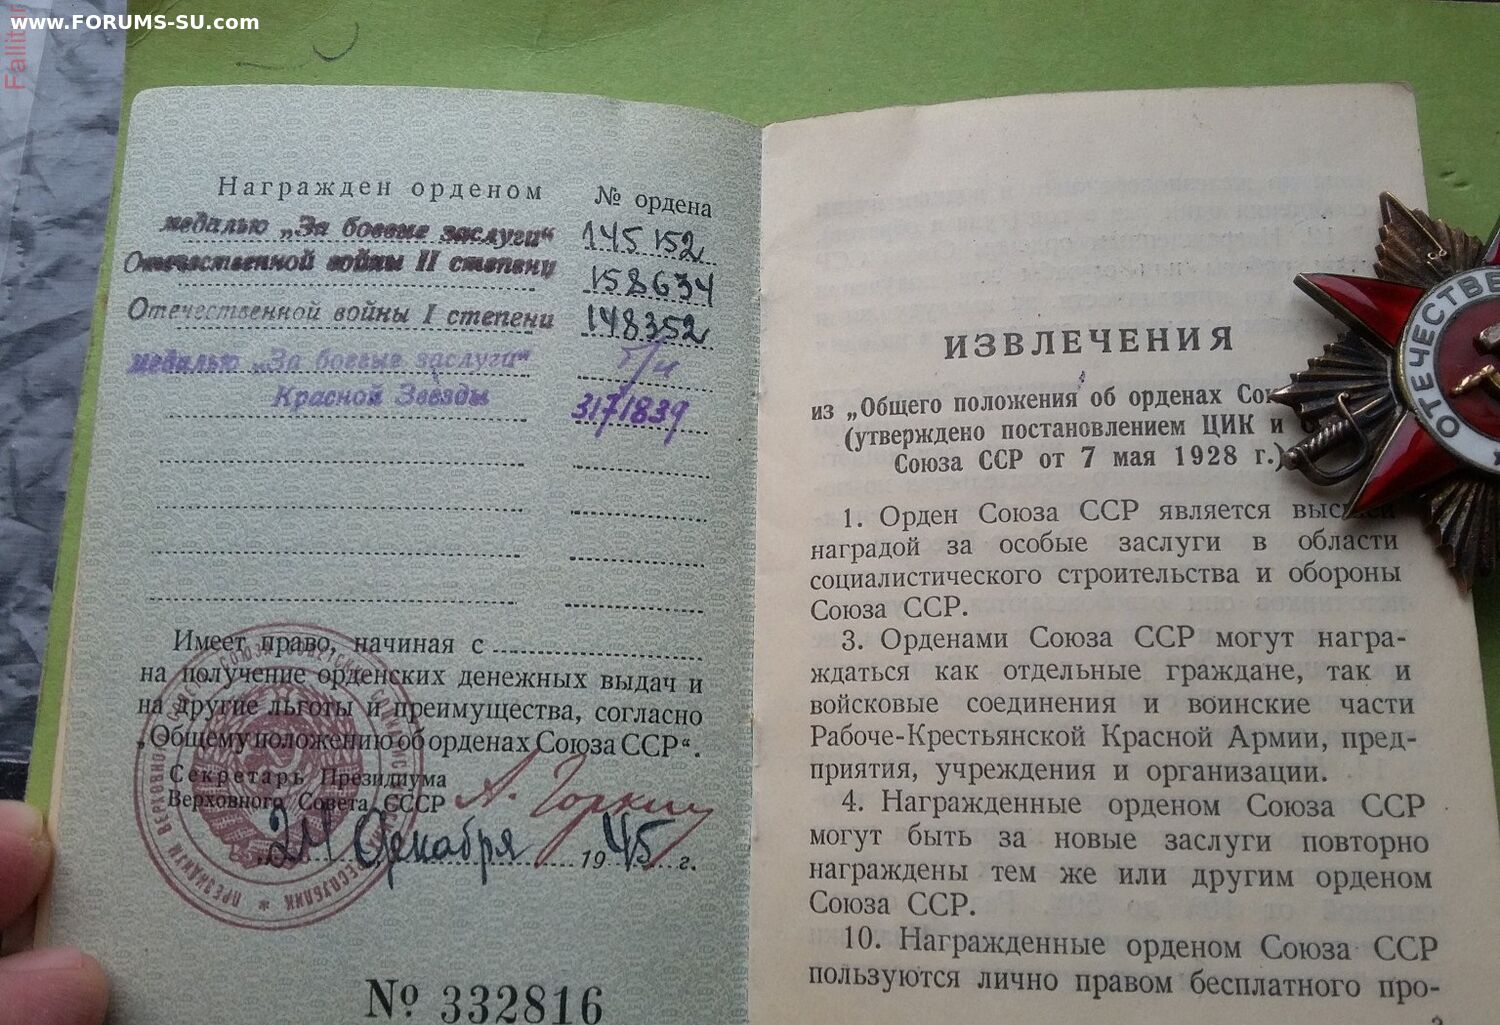 www.FORUMS-SU.com
Награжден орденом
№ ордена
медалью „За боевые заслуги“ 145152
Отечественной войны II степени 158634
Отечественной войны I степени 148352
медалью „За боевые заслуги“ б/н
Красной Звезды 3171839
Имеет право, начиная с
на получение орденских денежных выдач и
на другие льготы и преимущества, согласно
„Общему положению об орденах Союза ССР“.
Секретарь Президиума
Верховного Совета СССР А. Горкин
„24 Декабря 1945 г.
№ 332816
ИЗВЛЕЧЕНИЯ
из „Общего положения об орденах Сою
(утверждено постановлением ЦИК и
Союза ССР от 7 мая 1928 г.)
1. Орден Союза ССР является высшей
наградой за особые заслуги в области
социалистического строительства и обороны
Союза ССР.
3. Орденами Союза ССР могут награ-
ждаться как отдельные граждане, так и
войсковые соединения и воинские части
Рабоче-Крестьянской Красной Армии, пред-
приятия, учреждения и организации.
4. Награжденные орденом Союза ССР
могут быть за новые заслуги повторно
награждены тем же или другим орденом
Союза ССР.
10. Награжденные орденом Союза ССР
пользуются лично правом бесплатного про-
ОТЕЧЕСТВЕ